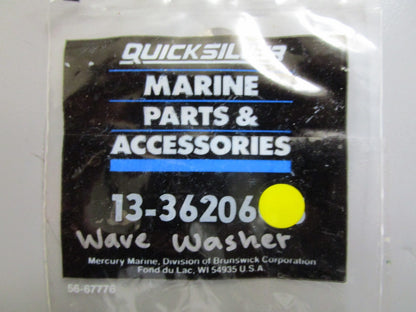 QUICKSILVER
MARINE
PARTS &
ACCESSORIES
13-36206
Wave Washer
Mercury Marine, Division of Brunswick Corporation
Fond du Lac, WI 54935 U.S.A.
56-67776